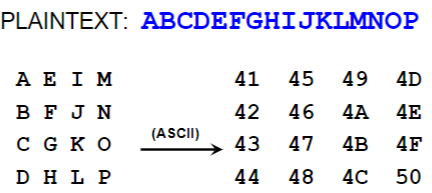 PLAINTEXT: ABCDEFGHIJKLMNOP
A E I M 41 45 49 4D
B F J N 42 46 4A 4E
(ASCII)
C G K O 43 47 4B 4F
D H L P 44 48 4C 50